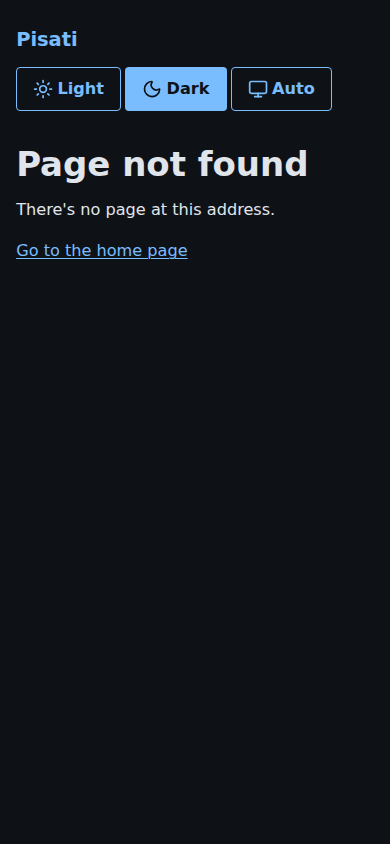 Pisati
Light Dark Auto
Page not found
There's no page at this address.
Go to the home page